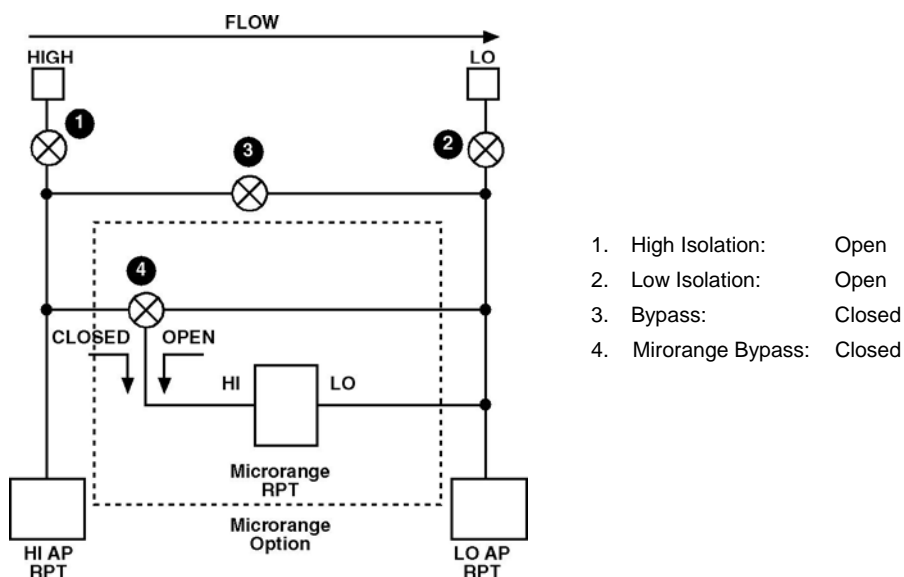 FLOW
HIGH
LO
1
2
3
4
CLOSED
OPEN
HI
LO
Microrange
RPT
Microrange
Option
HI AP
RPT
LO AP
RPT
1. High Isolation: Open
2. Low Isolation: Open
3. Bypass: Closed
4. Mirorange Bypass: Closed